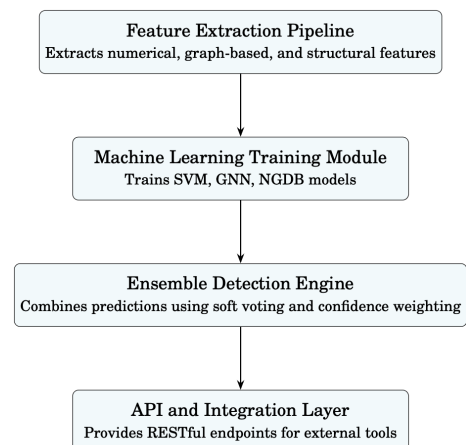 Feature Extraction Pipeline
Extracts numerical, graph-based, and structural features
Machine Learning Training Module
Trains SVM, GNN, NGDB models
Ensemble Detection Engine
Combines predictions using soft voting and confidence weighting
API and Integration Layer
Provides RESTful endpoints for external tools